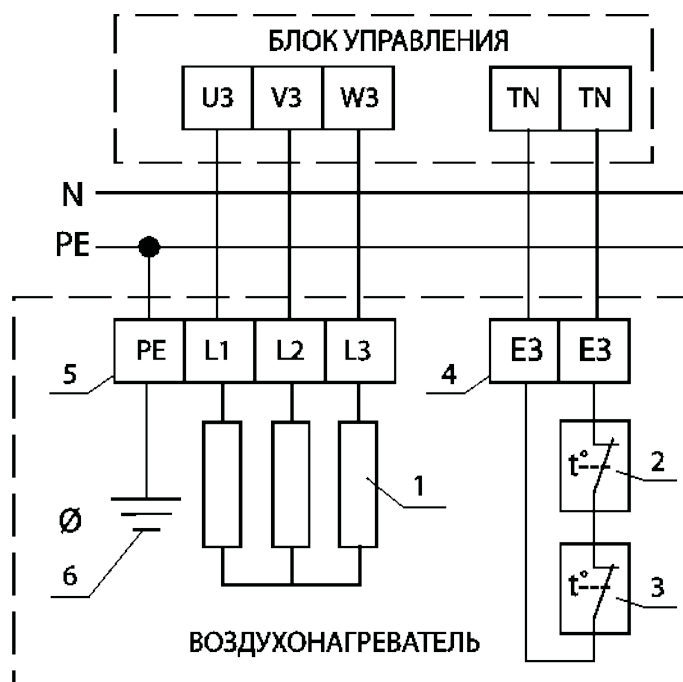 БЛОК УПРАВЛЕНИЯ
U3 V3 W3 TN TN
N
PE
PE L1 L2 L3 E3 E3
5
4
t° 2
1
Ø
6
t° 3
ВОЗДУХОНАГРЕВАТЕЛЬ